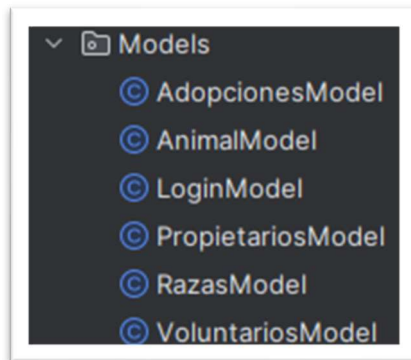 Models
AdopcionesModel
AnimalModel
LoginModel
PropietariosModel
RazasModel
VoluntariosModel